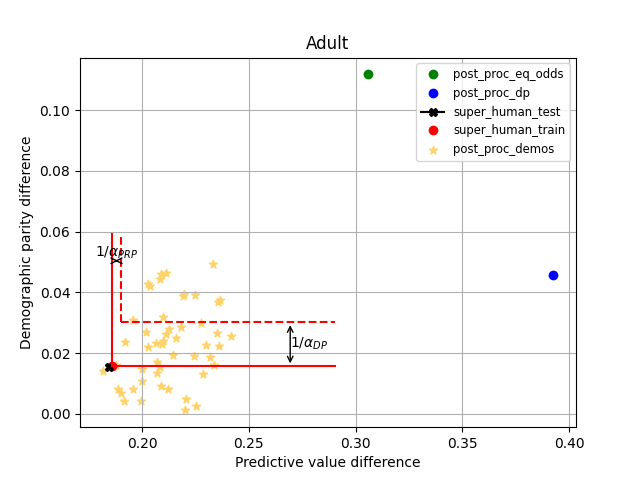 Adult
post_proc_eq_odds
post_proc_dp
super_human_test
super_human_train
post_proc_demos
Demographic parity difference
0.10
0.08
0.06
0.04
0.02
0.00
1/α_PRP
1/α_DP
0.20
0.25
0.30
0.35
0.40
Predictive value difference